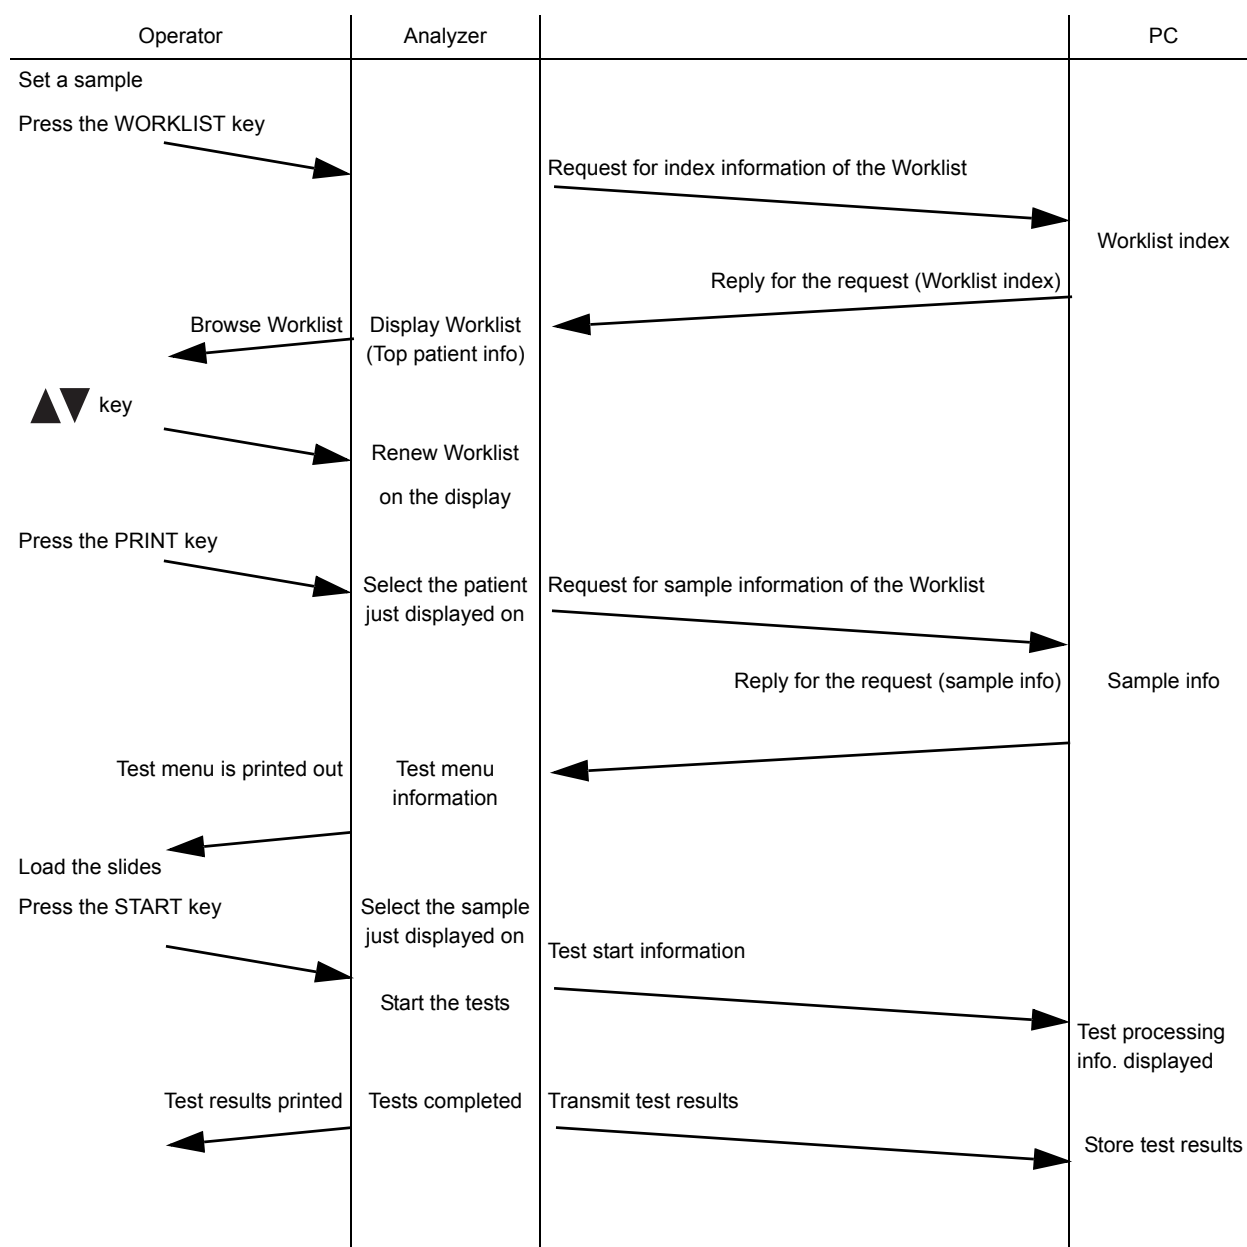 Operator
Analyzer
PC
Set a sample
Press the WORKLIST key
Request for index information of the Worklist
Worklist index
Reply for the request (Worklist index)
Browse Worklist
Display Worklist
(Top patient info)
▲▼ key
Renew Worklist
on the display
Press the PRINT key
Select the patient
just displayed on
Request for sample information of the Worklist
Reply for the request (sample info)
Sample info
Test menu is printed out
Test menu
information
Load the slides
Press the START key
Select the sample
just displayed on
Test start information
Start the tests
Test processing
info. displayed
Test results printed
Tests completed
Transmit test results
Store test results